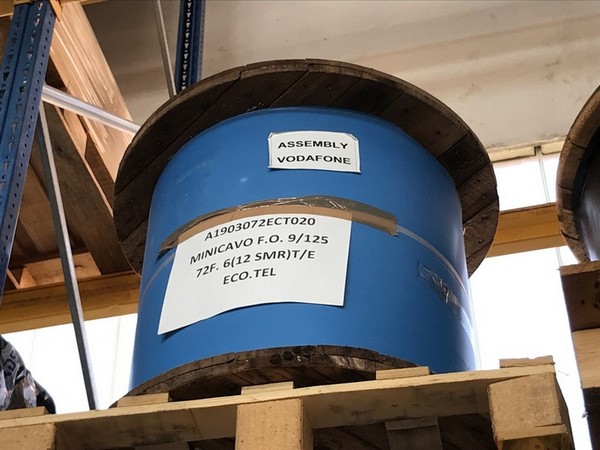 ASSEMBLY
VODAFONE
A1903072ECT020
MINICAVO F.O. 9/125
72F. 6(12 SMR)T/E
ECO.TEL